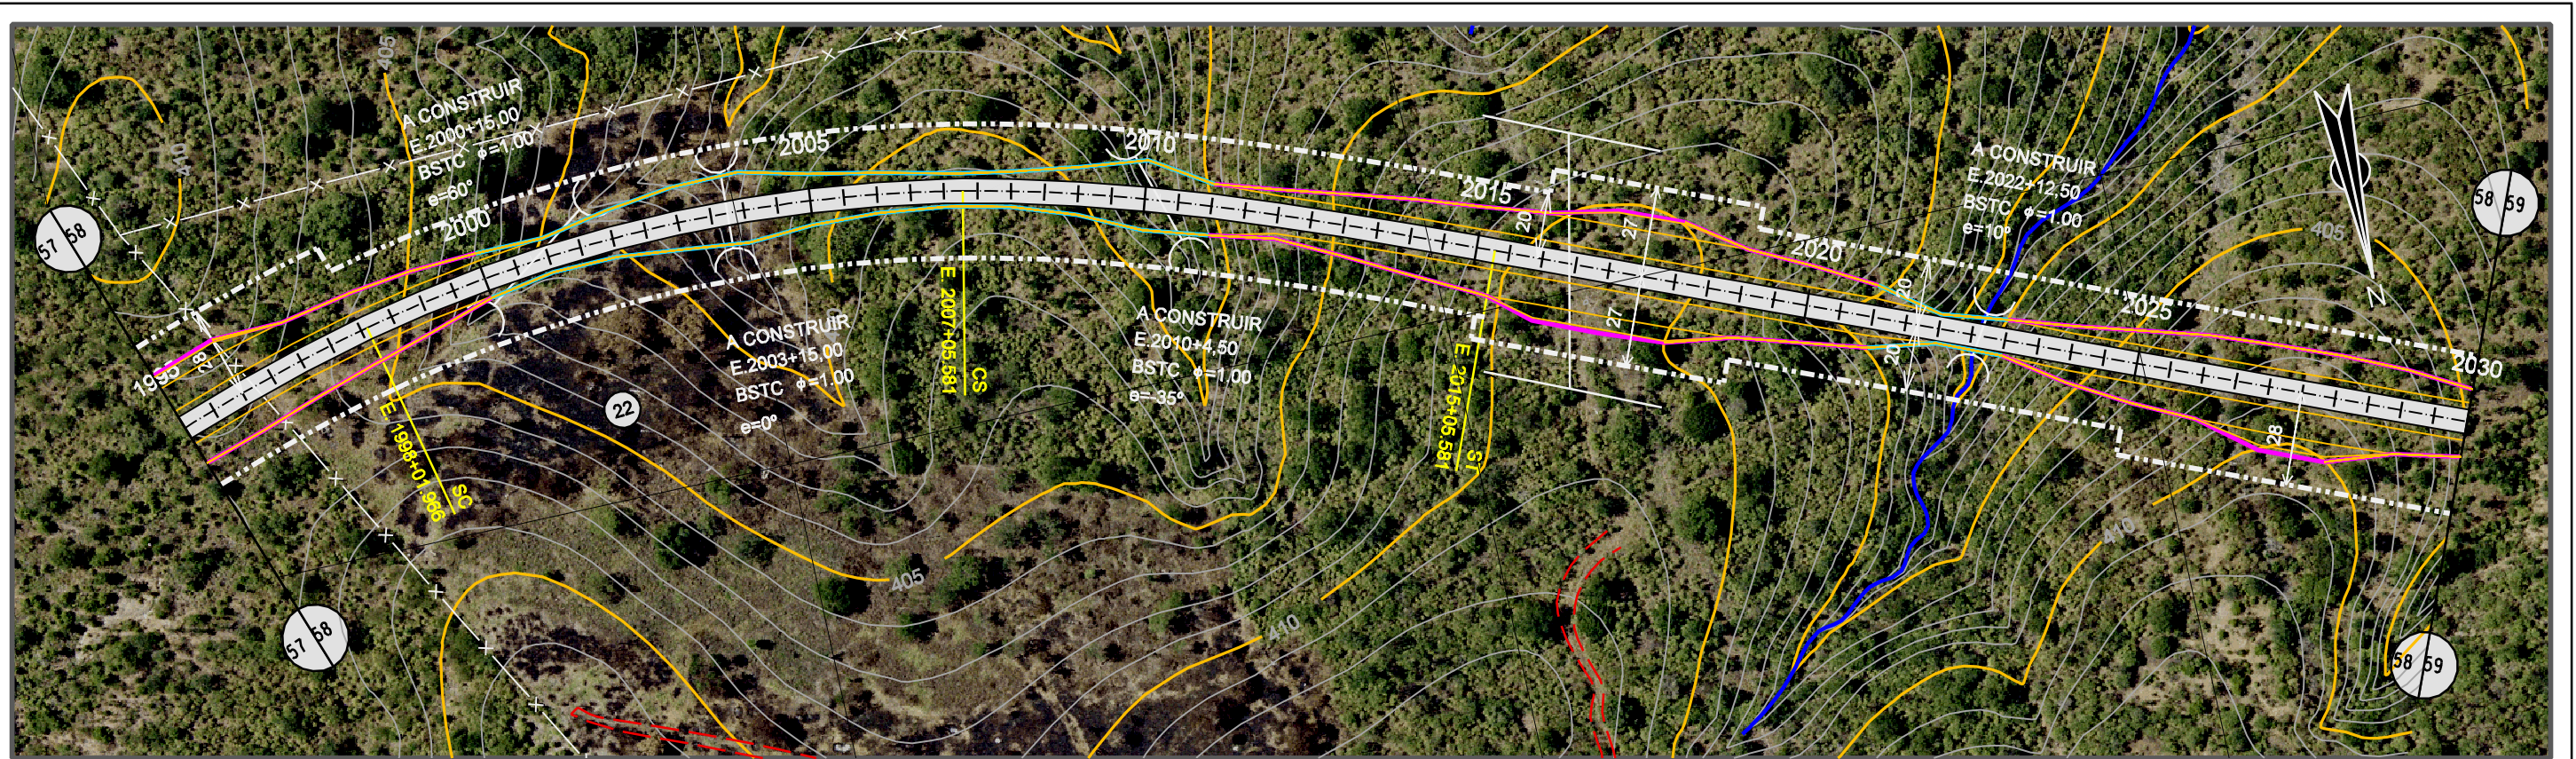 405
A CONSTRUIR
E.2000+15,00
BSTC ϕ=1.00
e=60°
410
57 58
1995
28
2000
2005
2010
2015
2020
2025
2030
20
27
27
20
20
28
A CONSTRUIR
E.2022+12,50
BSTC ϕ=1.00
e=10°
405
N
58 59
E 1998+01.966
SC
22
A CONSTRUIR
E.2003+15,00
BSTC ϕ=1.00
e=0°
E 2007+05.581
CS
A CONSTRUIR
E.2010+4,50
BSTC ϕ=1.00
e=-35°
E 2015+05.581
ST
410
405
410
57 58
58 59